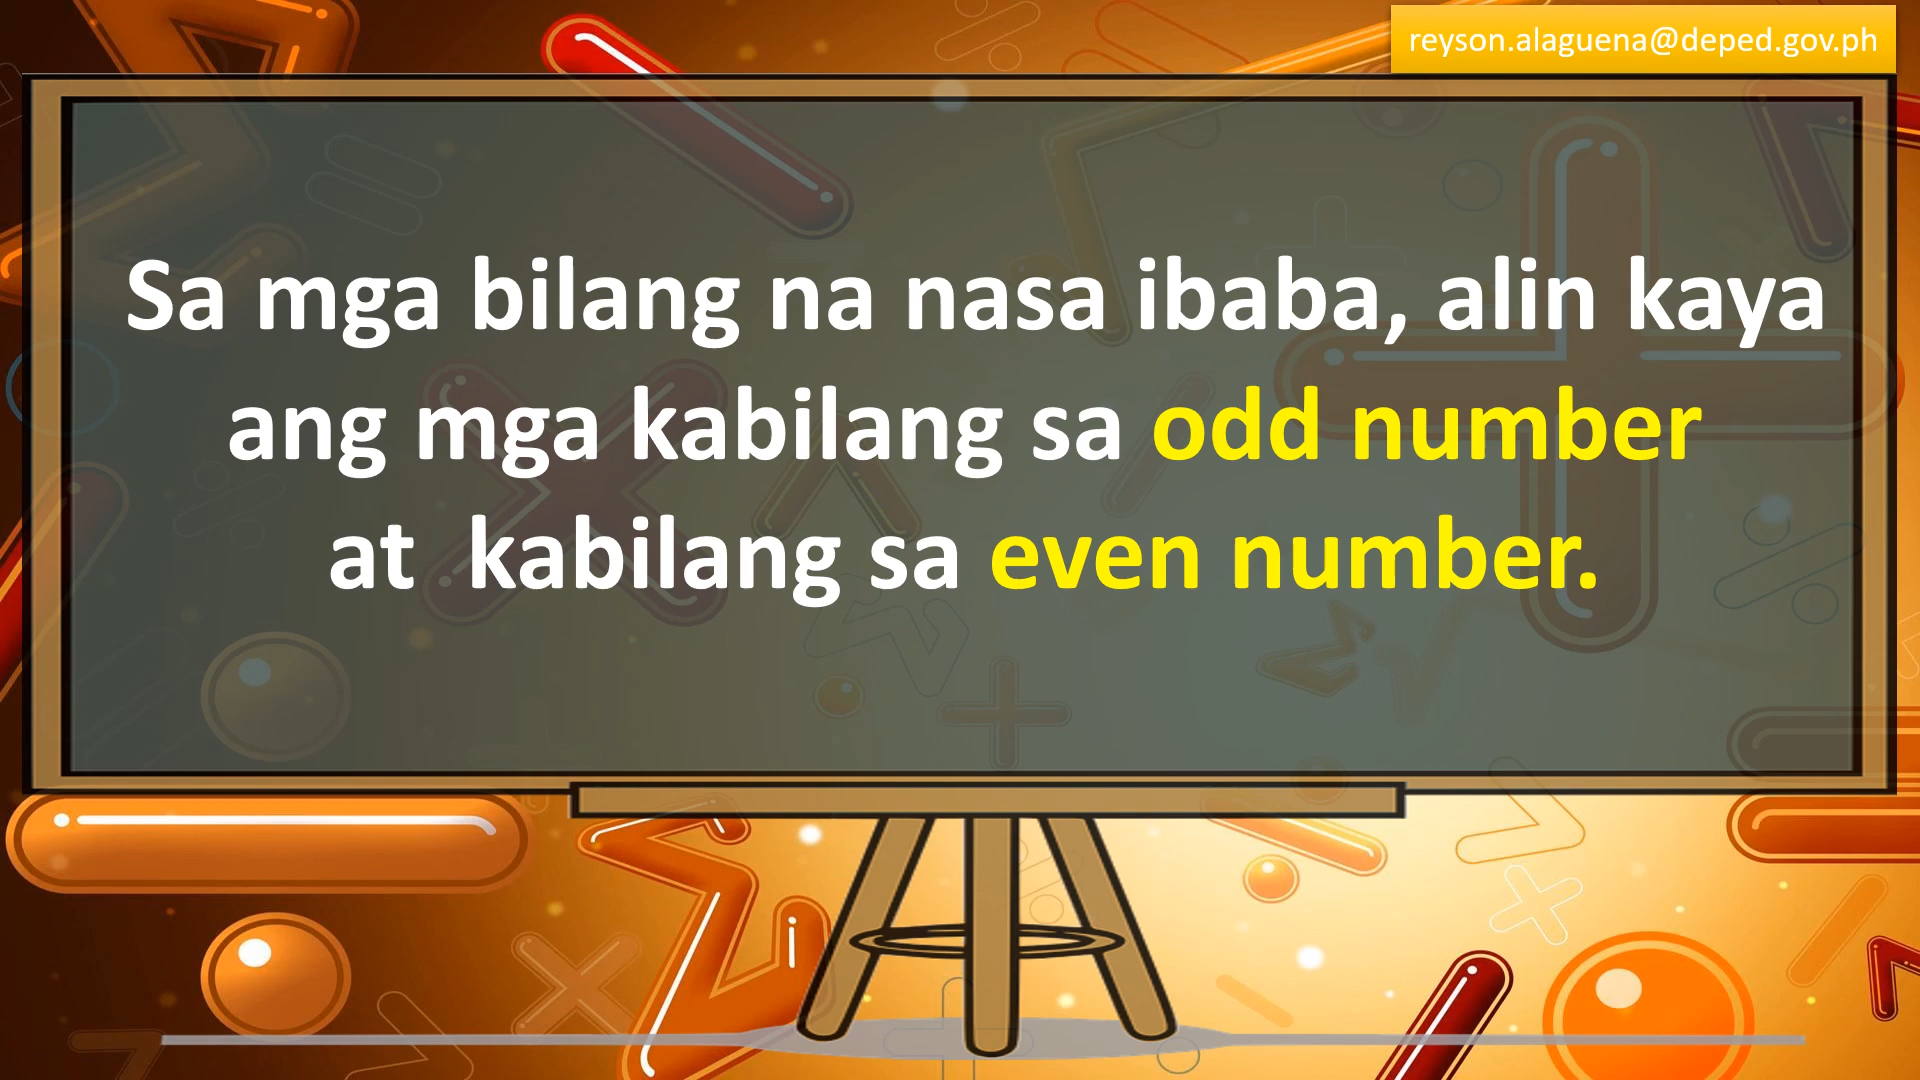 reyson.alaguena@deped.gov.ph
Sa mga bilang na nasa ibaba, alin kaya
ang mga kabilang sa odd number
at  kabilang sa even number.